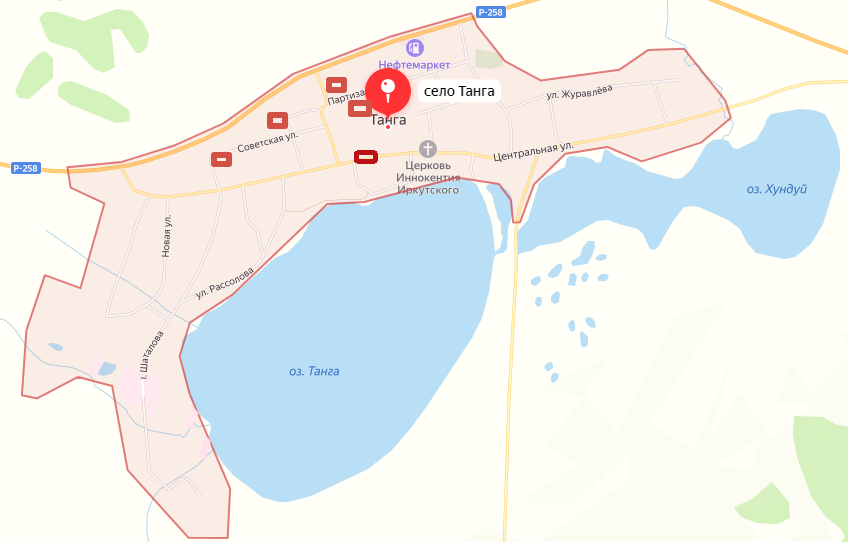 Р-258
Нефтемаркет
село Танга
ул. Журавлёва
Партиза
Танга
Советская ул.
Центральная ул.
Р-258
Церковь
Иннокентия
Иркутского
оз. Хундуй
Новая ул.
ул. Рассолова
г. Шаталова
оз. Танга